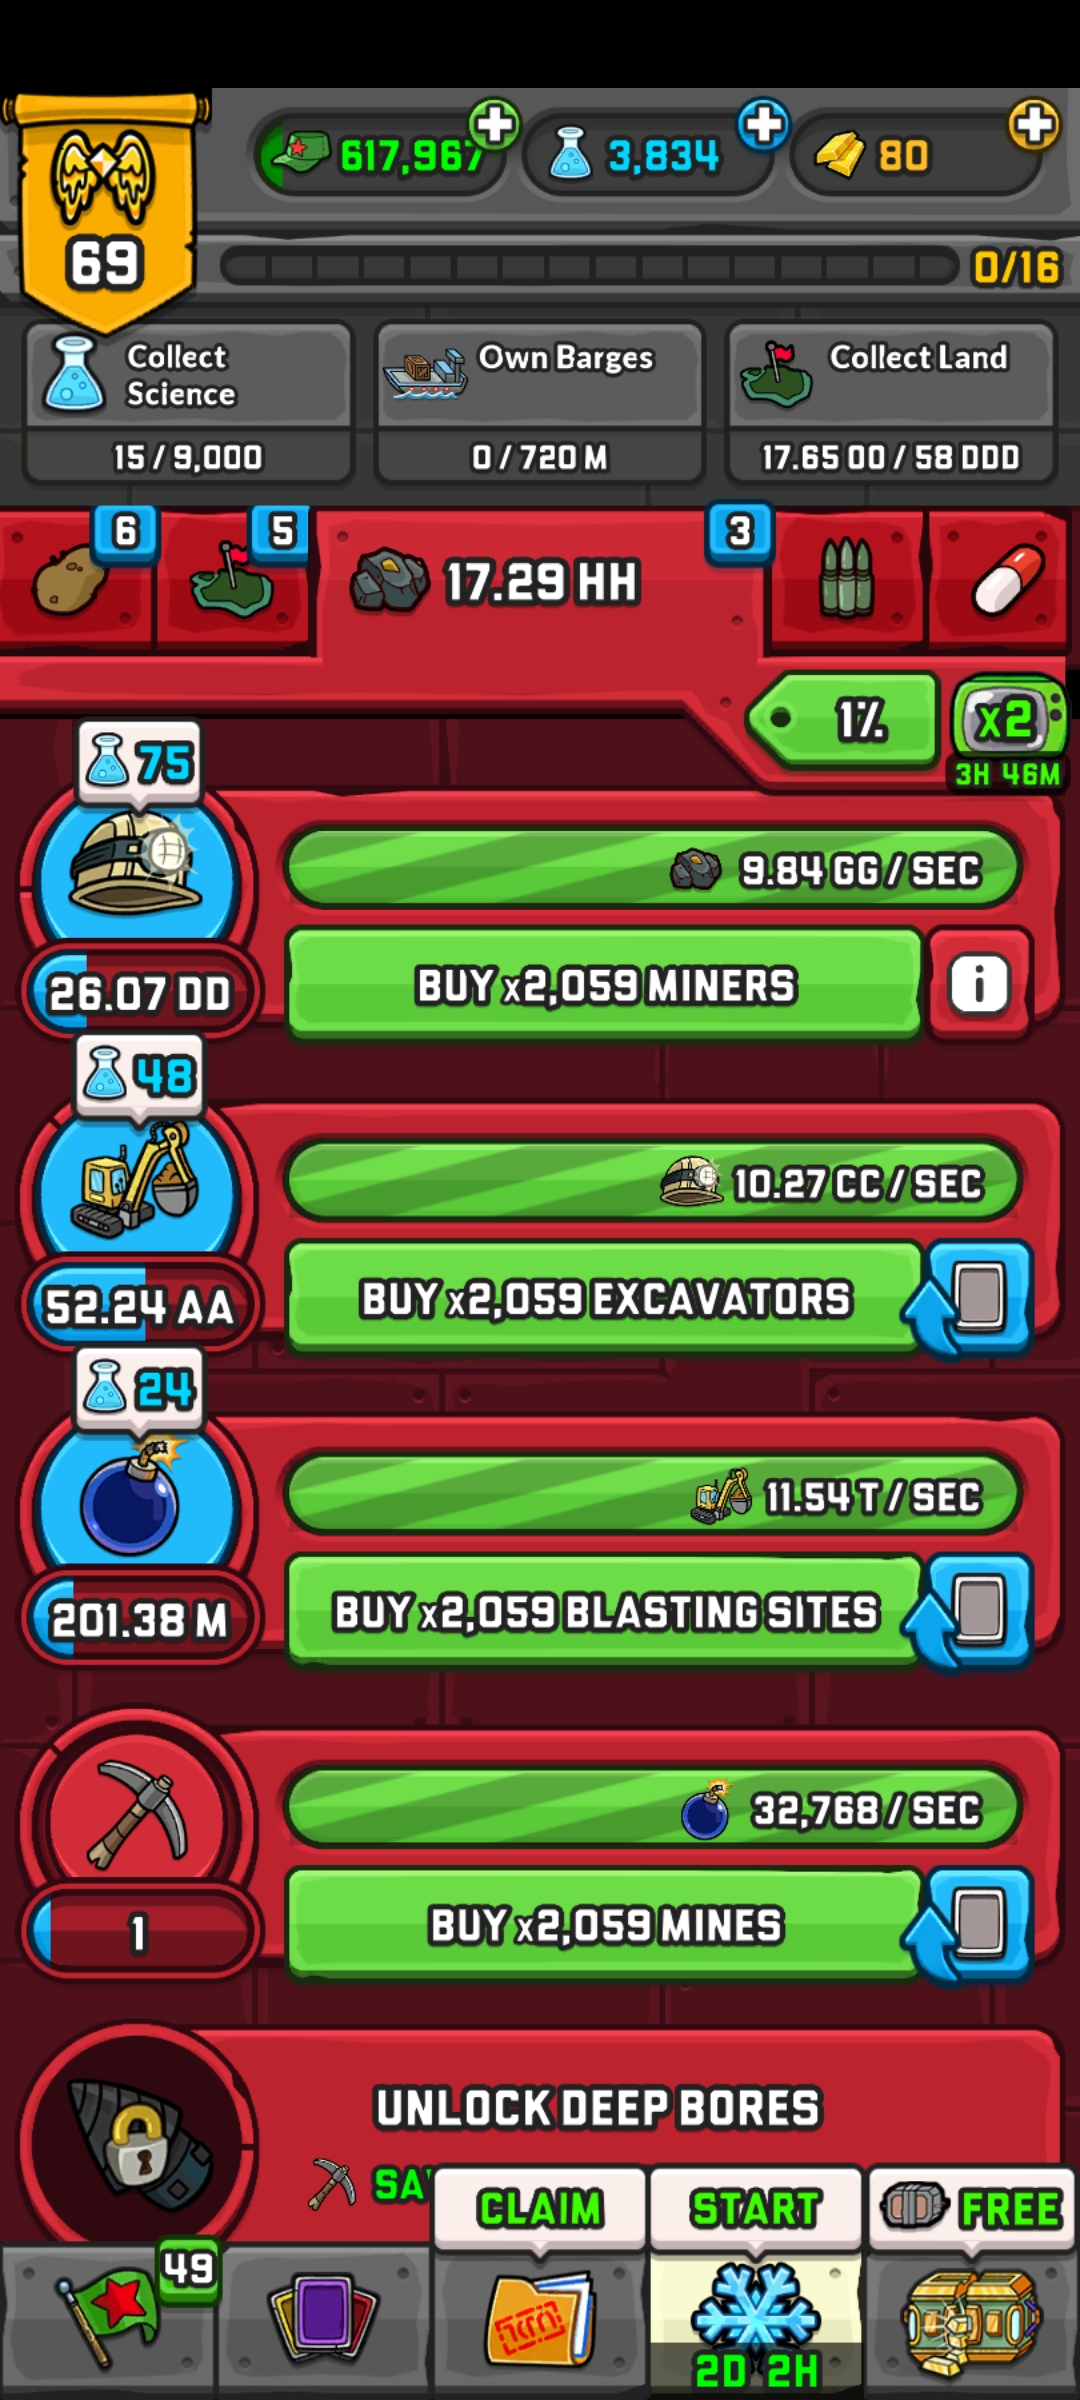 617,967
3,834
80
69
0/16
Collect
Science
15 / 9,000
Own Barges
0 / 720 M
Collect Land
17.65 OO / 58 DDD
6
5
17.29 HH
3
1%
x2
3H 46M
75
9.84 GG / SEC
26.07 DD
BUY x2,059 MINERS
i
48
10.27 CC / SEC
52.24 AA
BUY x2,059 EXCAVATORS
24
11.54 T / SEC
201.38 M
BUY x2,059 BLASTING SITES
32,768 / SEC
1
BUY x2,059 MINES
UNLOCK DEEP BORES
CLAIM
START
FREE
49
2D 2H